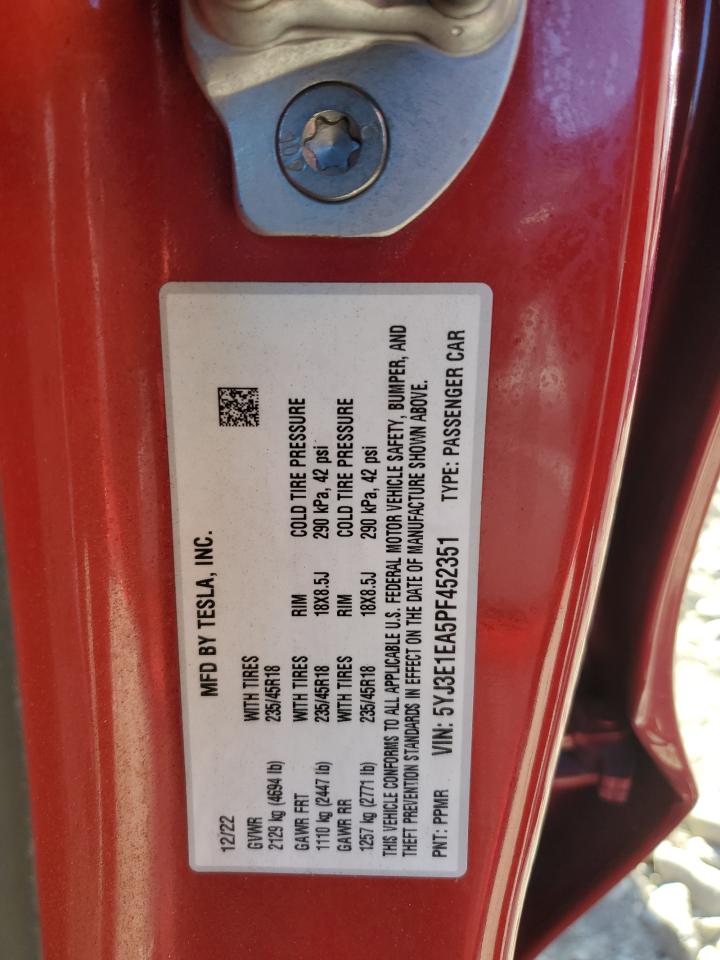 MFD BY TESLA, INC.
12/22
GVWR WITH TIRES
2129 kg (4694 lb) 235/45R18
GAWR FRT WITH TIRES RIM COLD TIRE PRESSURE
1110 kg (2447 lb) 235/45R18 18X8.5J 290 kPa, 42 psi
GAWR RR WITH TIRES RIM COLD TIRE PRESSURE
1257 kg (2771 lb) 235/45R18 18X8.5J 290 kPa, 42 psi
THIS VEHICLE CONFORMS TO ALL APPLICABLE U.S. FEDERAL MOTOR VEHICLE SAFETY, BUMPER, AND
THEFT PREVENTION STANDARDS IN EFFECT ON THE DATE OF MANUFACTURE SHOWN ABOVE.
PNT: PPMR VIN: 5YJ3E1EA5PF452351 TYPE: PASSENGER CAR